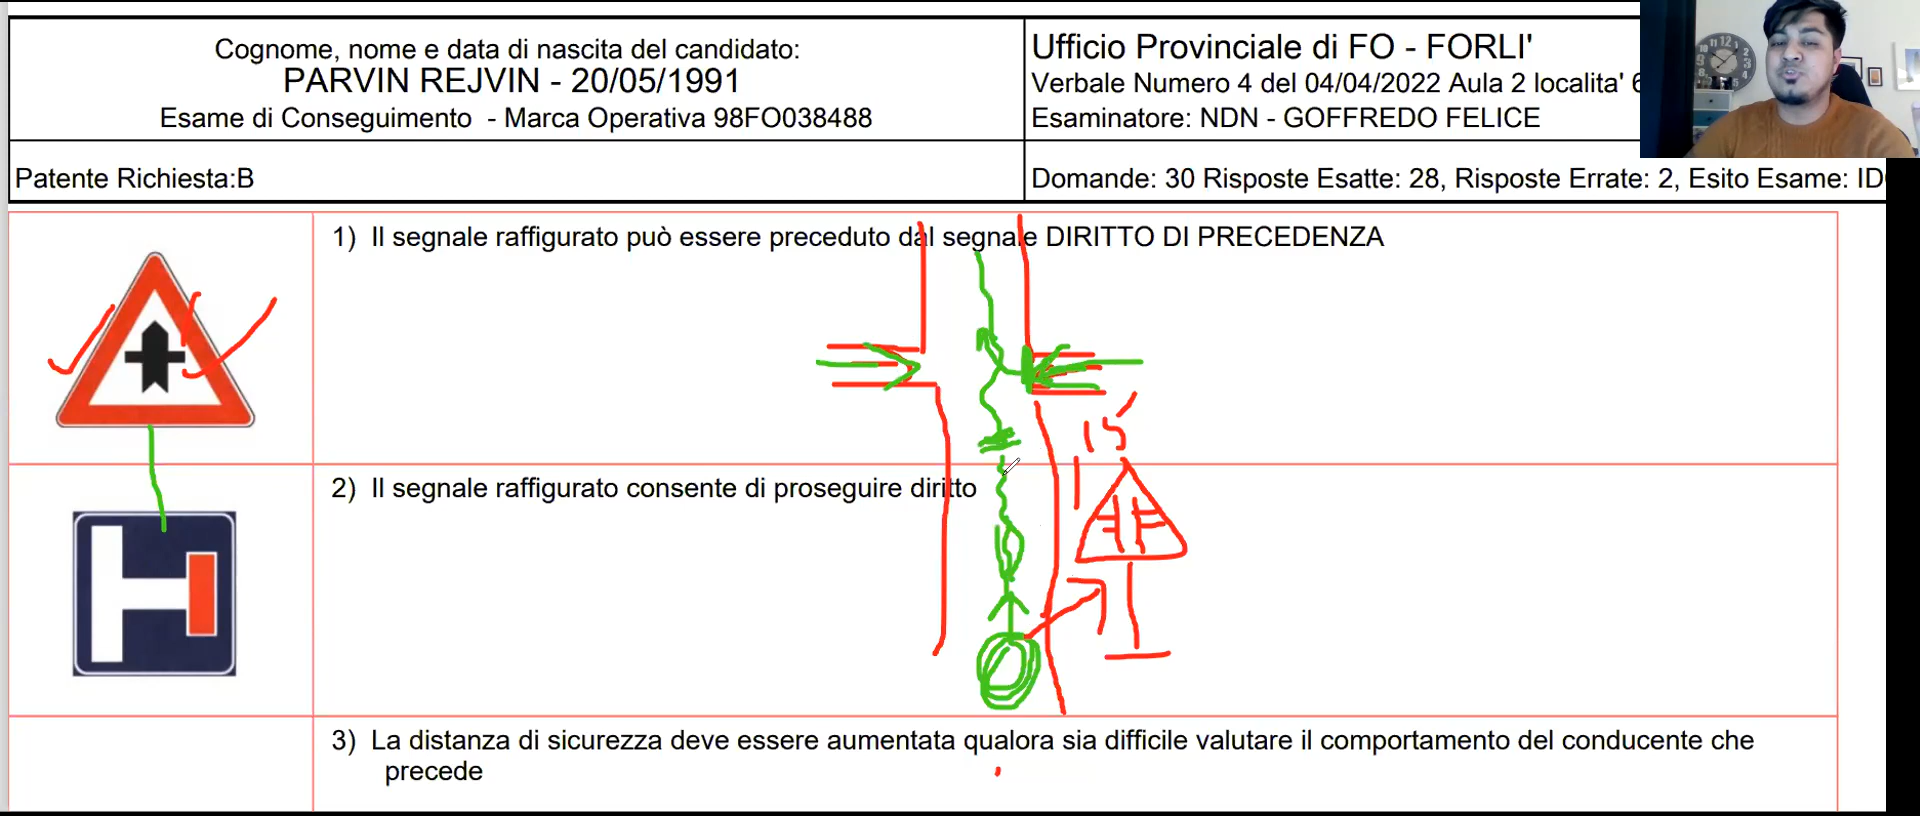 Cognome, nome e data di nascita del candidato:
PARVIN REJVIN - 20/05/1991
Esame di Conseguimento - Marca Operativa 98FO038488
Ufficio Provinciale di FO - FORLI'
Verbale Numero 4 del 04/04/2022 Aula 2 localita'
Esaminatore: NDN - GOFFREDO FELICE
Patente Richiesta:B
Domande: 30 Risposte Esatte: 28, Risposte Errate: 2, Esito Esame: ID
1) Il segnale raffigurato può essere preceduto dal segnale DIRITTO DI PRECEDENZA
15
2) Il segnale raffigurato consente di proseguire diritto
3) La distanza di sicurezza deve essere aumentata qualora sia difficile valutare il comportamento del conducente che
precede